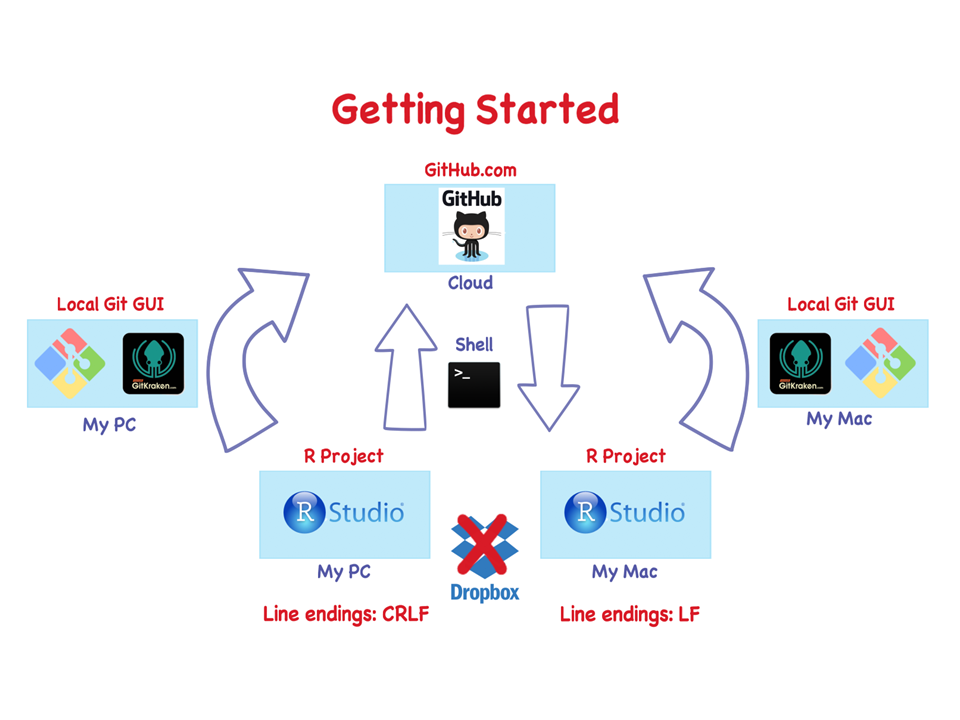 Getting Started
GitHub.com
GitHub
Cloud
Local Git GUI
GitKraken
My PC
Shell
>_
Local Git GUI
GitKraken
My Mac
R Project
R Studio
My PC
Line endings: CRLF
Dropbox
R Project
R Studio
My Mac
Line endings: LF